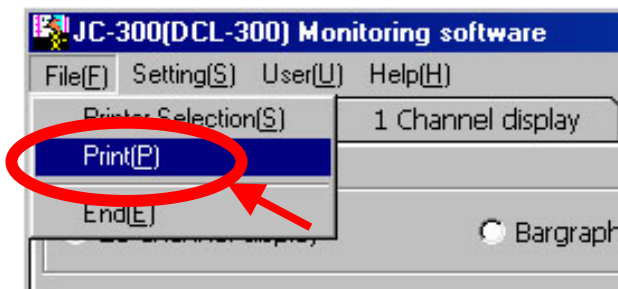 JC-300(DCL-300) Monitoring software
File(F) Setting(S) User(U) Help(H)
Printer Selection(S)
1 Channel display
Print(P)
End(E)
Bargraph